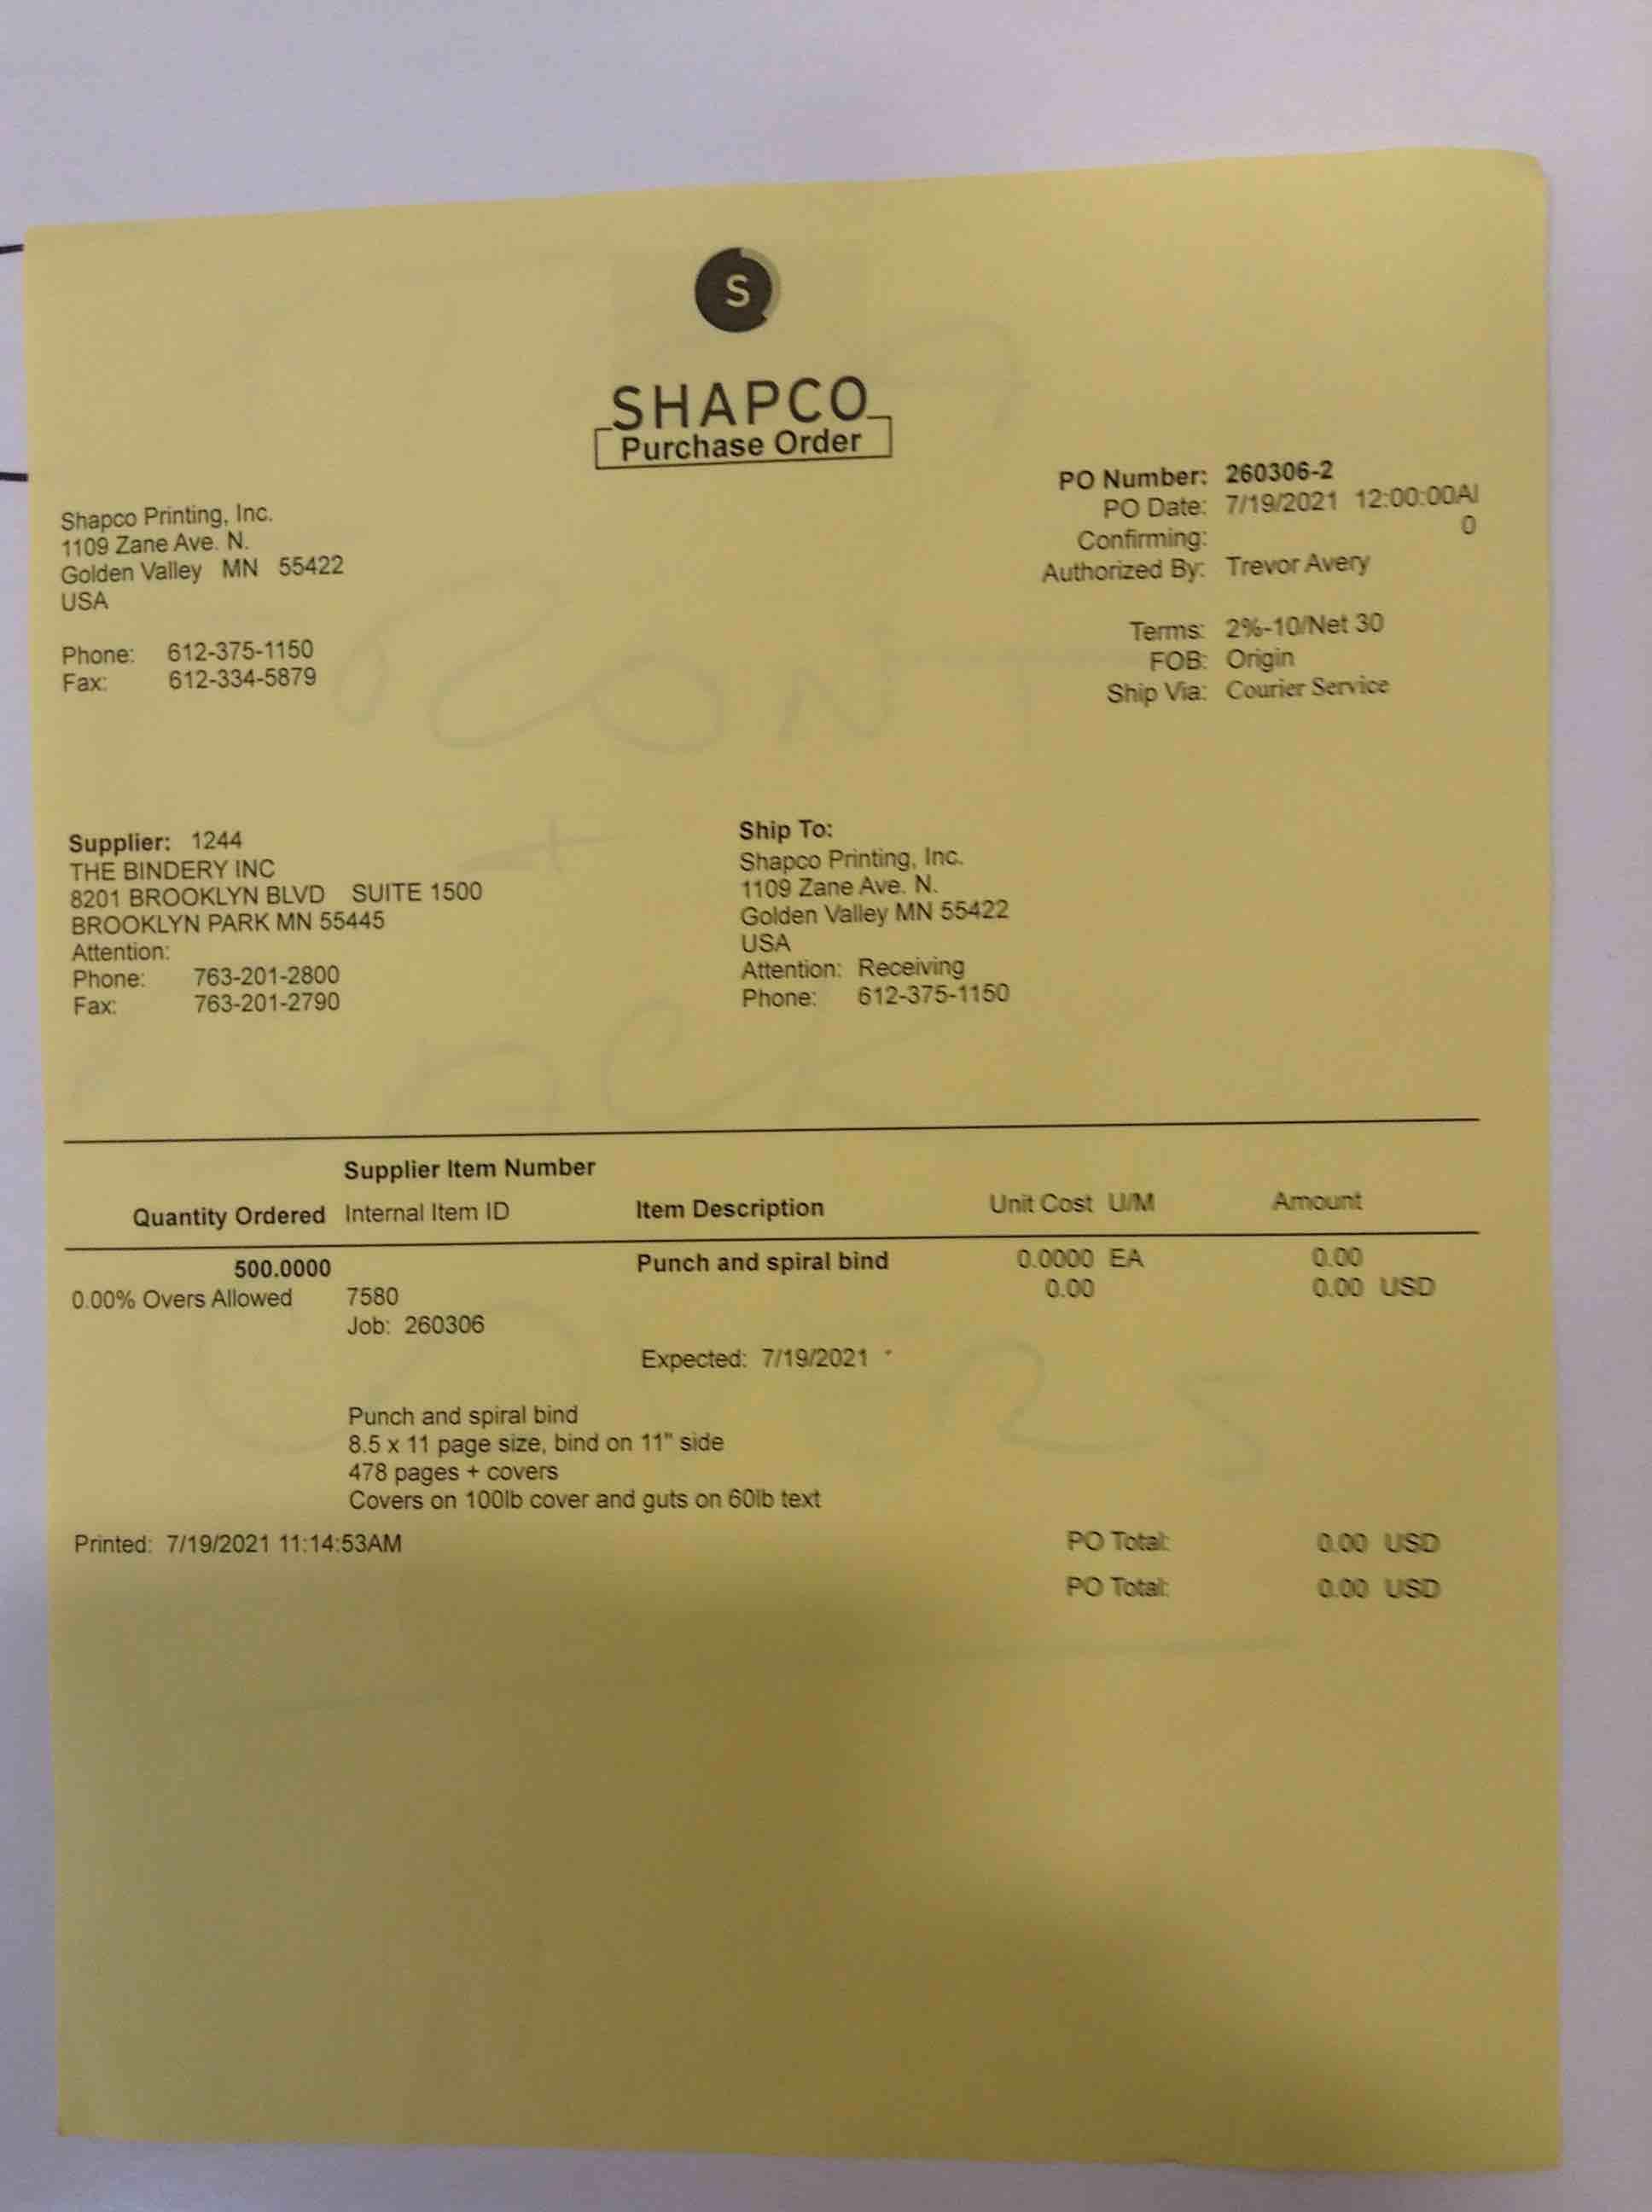 S
SHAPCO
Purchase Order
PO Number: 260306-2
PO Date: 7/19/2021 12:00:00AM
0
Confirming:
Authorized By: Trevor Avery
Terms: 2%-10/Net 30
FOB: Origin
Ship Via: Courier Service
Shapco Printing, Inc.
1109 Zane Ave. N.
Golden Valley MN 55422
USA
Phone: 612-375-1150
Fax: 612-334-5879
Supplier: 1244
THE BINDERY INC
8201 BROOKLYN BLVD SUITE 1500
BROOKLYN PARK MN 55445
Attention:
Phone: 763-201-2800
Fax: 763-201-2790
Ship To:
Shapco Printing, Inc.
1109 Zane Ave. N.
Golden Valley MN 55422
USA
Attention: Receiving
Phone: 612-375-1150
Supplier Item Number
Quantity Ordered Internal Item ID Item Description Unit Cost U/M Amount
500.0000 Punch and spiral bind 0.0000 EA 0.00
0.00% Overs Allowed 7580 0.00 0.00 USD
Job: 260306
Expected: 7/19/2021
Punch and spiral bind
8.5 x 11 page size, bind on 11" side
478 pages + covers
Covers on 100lb cover and guts on 60lb text
Printed: 7/19/2021 11:14:53AM PO Total: 0.00 USD
PO Total: 0.00 USD